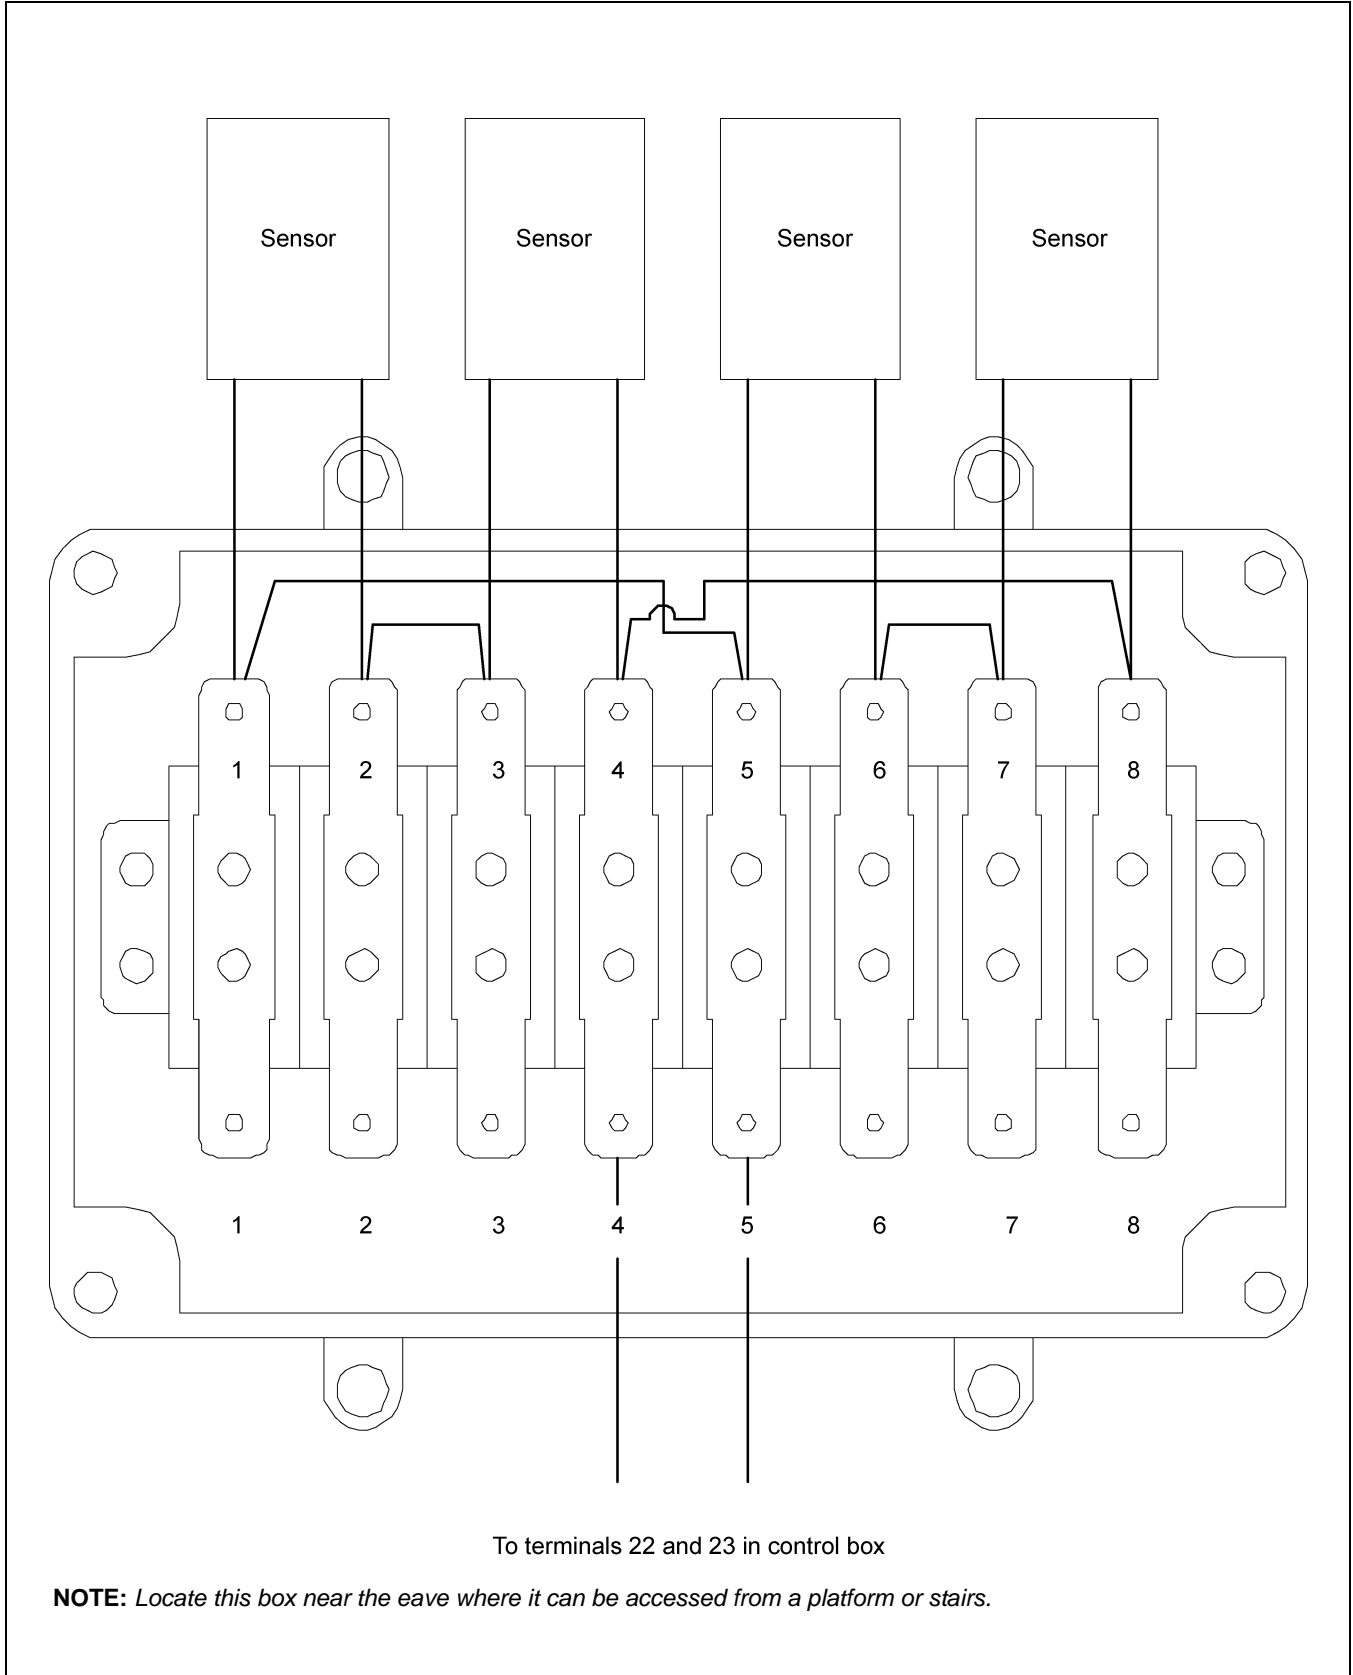 Sensor Sensor Sensor Sensor
1 2 3 4 5 6 7 8
1 2 3 4 5 6 7 8
To terminals 22 and 23 in control box
NOTE: Locate this box near the eave where it can be accessed from a platform or stairs.